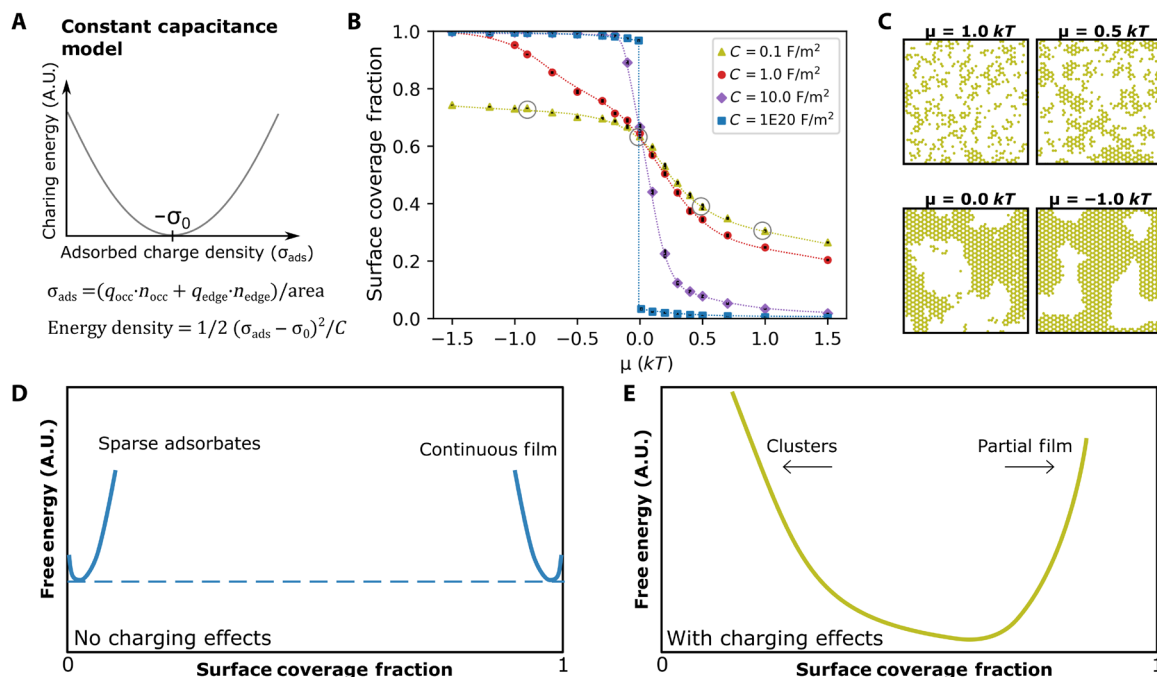 A
Constant capacitance
model
Charing energy (A.U.)
−σ₀
Adsorbed charge density (σads)
σads =(qocc·nocc + qedge·nedge)/area
Energy density = 1/2 (σads − σ₀)²/C
B
Surface coverage fraction
1.0
0.8
0.6
0.4
0.2
0.0
C = 0.1 F/m²
C = 1.0 F/m²
C = 10.0 F/m²
C = 1E20 F/m²
−1.5 −1.0 −0.5 0.0 0.5 1.0 1.5
μ (kT)
C
μ = 1.0 kT
μ = 0.5 kT
μ = 0.0 kT
μ = −1.0 kT
D
Free energy (A.U.)
Sparse adsorbates
Continuous film
No charging effects
0 1
Surface coverage fraction
E
Free energy (A.U.)
Clusters
Partial film
With charging effects
0 1
Surface coverage fraction